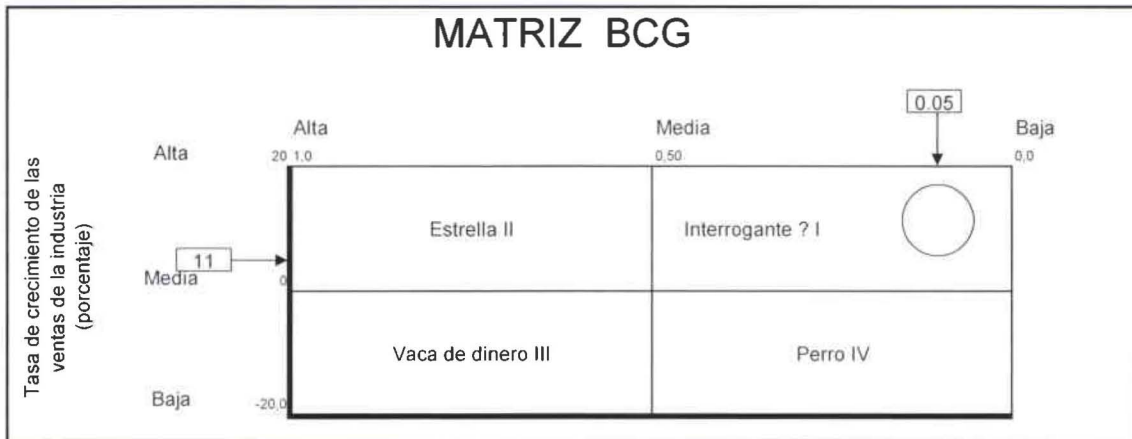 MATRIZ BCG
0.05
Alta
Media
Baja
Alta
20
1,0
0,50
0,0
Tasa de crecimiento de las
ventas de la industria
(porcentaje)
Estrella II
Interrogante ? I
11
Media
0
Vaca de dinero III
Perro IV
Baja
-20,0